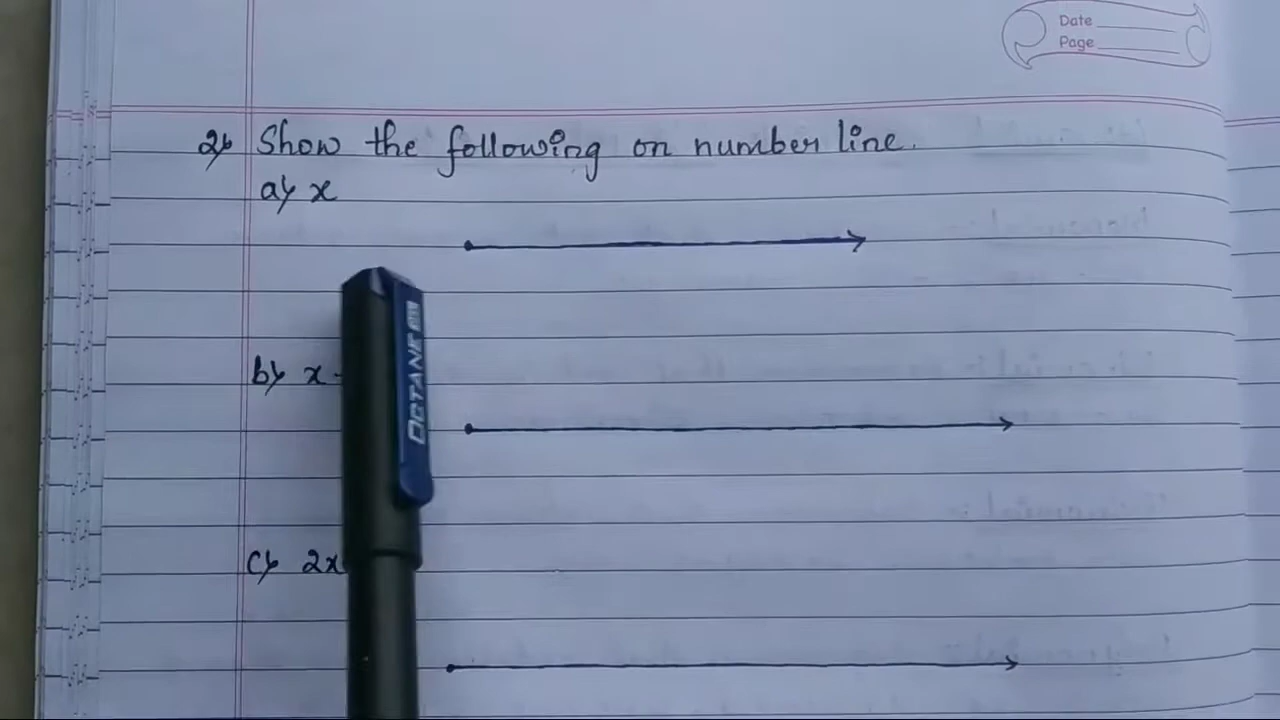 Date
Page
2) Show the following on number line.
a) x
b) x -
c) 2x
OCTANE